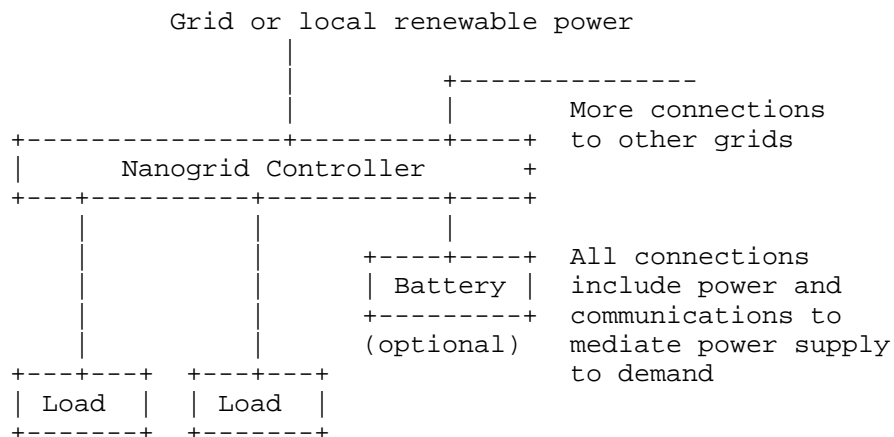 Grid or local renewable power
More connections
to other grids
Nanogrid Controller
All connections
include power and
communications to
mediate power supply
to demand
Battery
(optional)
Load
Load